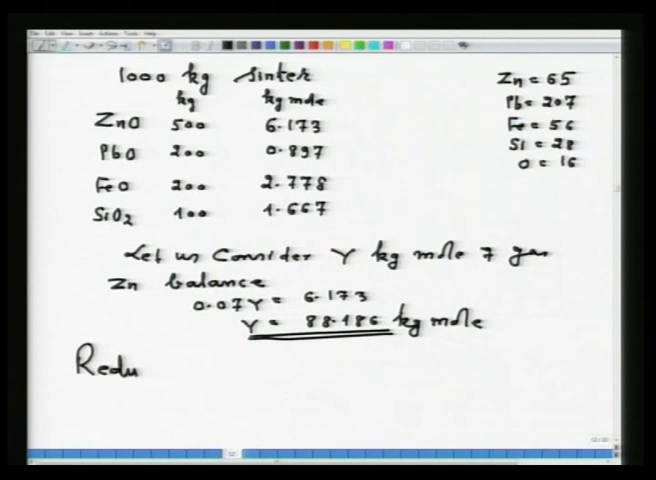 1000 kg Sinter
kg kg mole
ZnO 500 6.173
PbO 200 0.897
FeO 200 2.778
SiO2 100 1.667
Zn = 65
Pb = 207
Fe = 56
Si = 28
O = 16
Let us Consider Y kg mole of gas
Zn balance
0.07Y = 6.173
Y = 88.186 kg mole
Redu